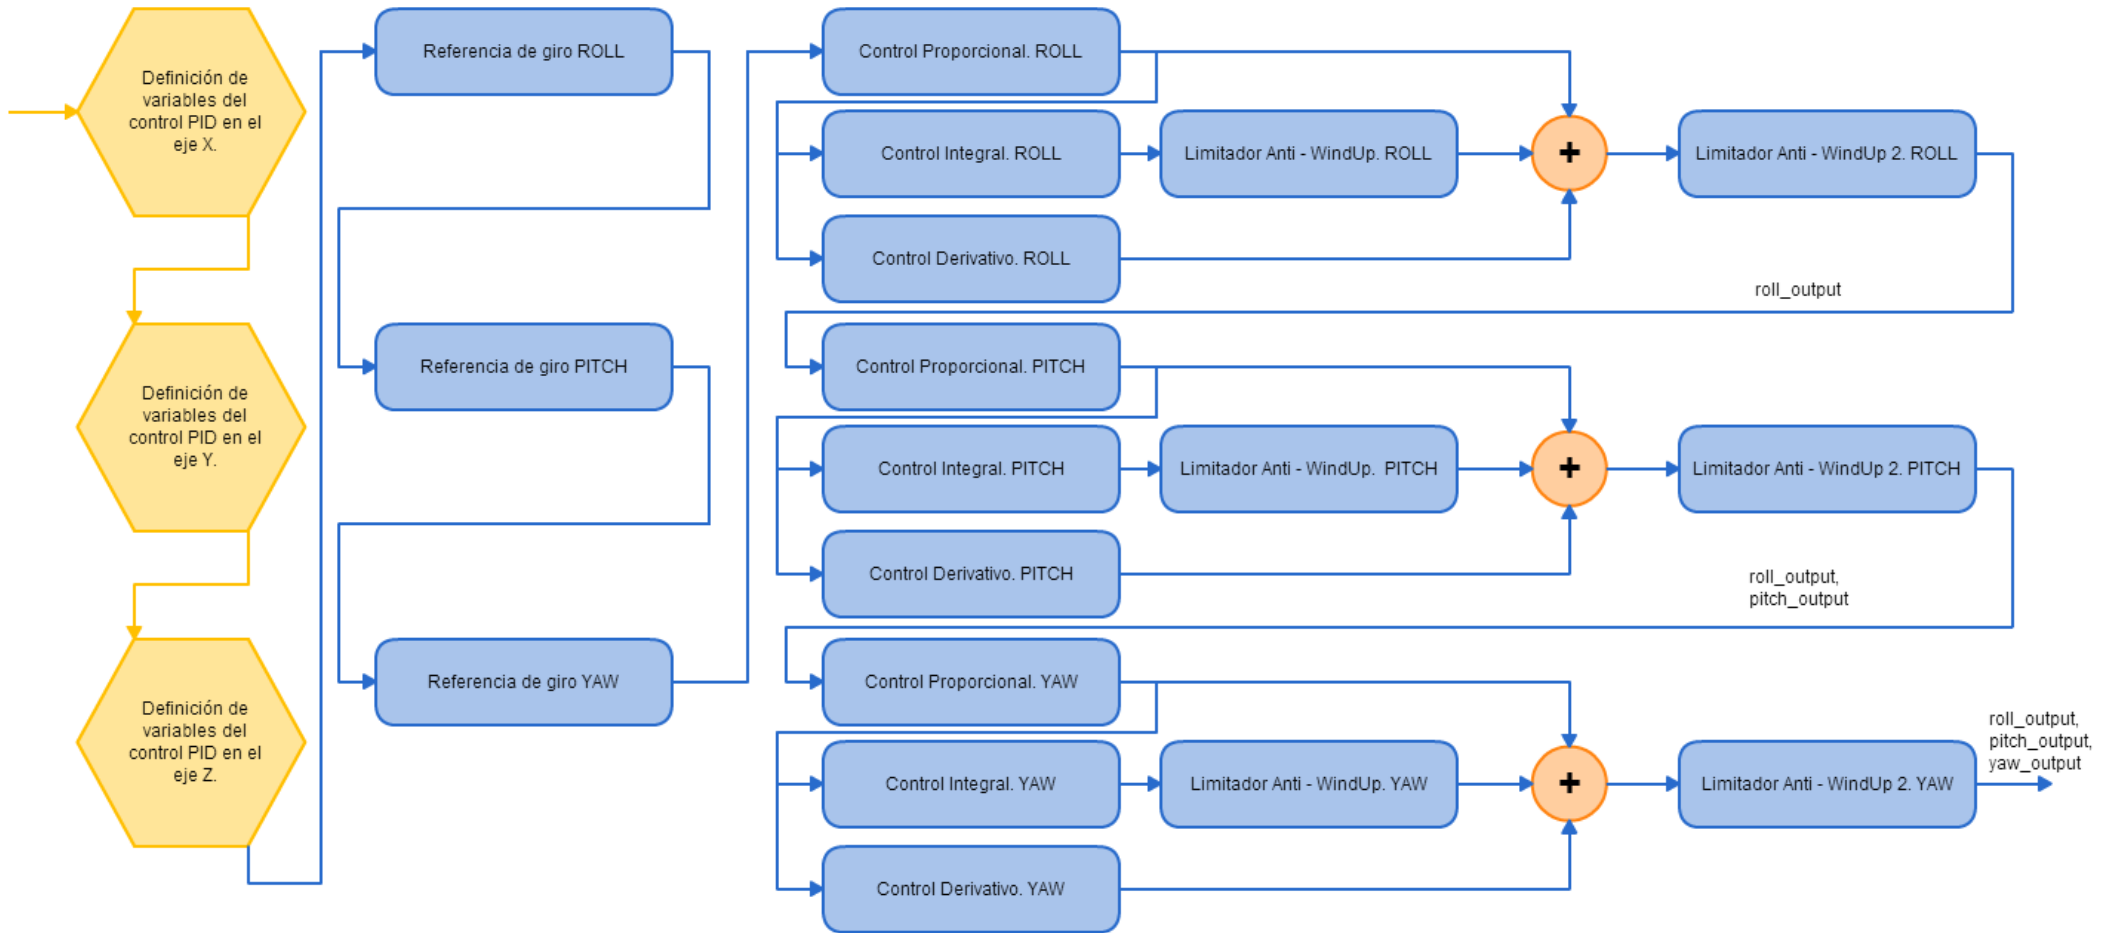 Definición de
variables del
control PID en el
eje X.
Definición de
variables del
control PID en el
eje Y.
Definición de
variables del
control PID en el
eje Z.
Referencia de giro ROLL
Referencia de giro PITCH
Referencia de giro YAW
Control Proporcional. ROLL
Control Integral. ROLL
Limitador Anti - WindUp. ROLL
+
Limitador Anti - WindUp 2. ROLL
Control Derivativo. ROLL
roll_output
Control Proporcional. PITCH
Control Integral. PITCH
Limitador Anti - WindUp.  PITCH
+
Limitador Anti - WindUp 2. PITCH
Control Derivativo. PITCH
roll_output,
pitch_output
Control Proporcional. YAW
Control Integral. YAW
Limitador Anti - WindUp. YAW
+
Limitador Anti - WindUp 2. YAW
roll_output,
pitch_output,
yaw_output
Control Derivativo. YAW